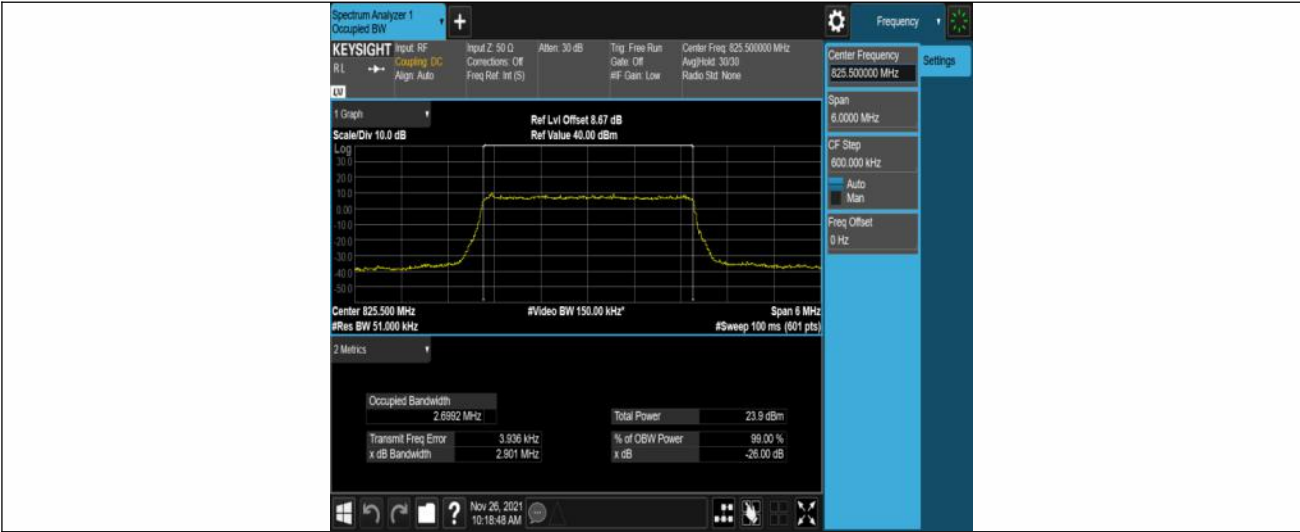 Spectrum Analyzer 1
Occupied BW
+
Frequency
KEYSIGHT
RL
Input: RF
Coupling: DC
Align: Auto
Input Z: 50 Ω
Corrections: Off
Freq Ref: Int (S)
Atten: 30 dB
Trig: Free Run
Gate: Off
#IF Gain: Low
Center Freq: 825.500000 MHz
Avg|Hold: 30/30
Radio Std: None
Center Frequency
825.500000 MHz
Settings
Span
6.0000 MHz
CF Step
600.000 kHz
Auto
Man
Freq Offset
0 Hz
1 Graph
Scale/Div 10.0 dB
Ref Lvl Offset 8.67 dB
Ref Value 40.00 dBm
Log
30.0
20.0
10.0
0.00
-10.0
-20.0
-30.0
-40.0
-50.0
Center 825.500 MHz
#Res BW 51.000 kHz
#Video BW 150.00 kHz*
Span 6 MHz
#Sweep 100 ms (601 pts)
2 Metrics
Occupied Bandwidth
2.6992 MHz
Transmit Freq Error 3.936 kHz
x dB Bandwidth 2.901 MHz
Total Power 23.9 dBm
% of OBW Power 99.00 %
x dB -26.00 dB
?
Nov 26, 2021
10:18:48 AM